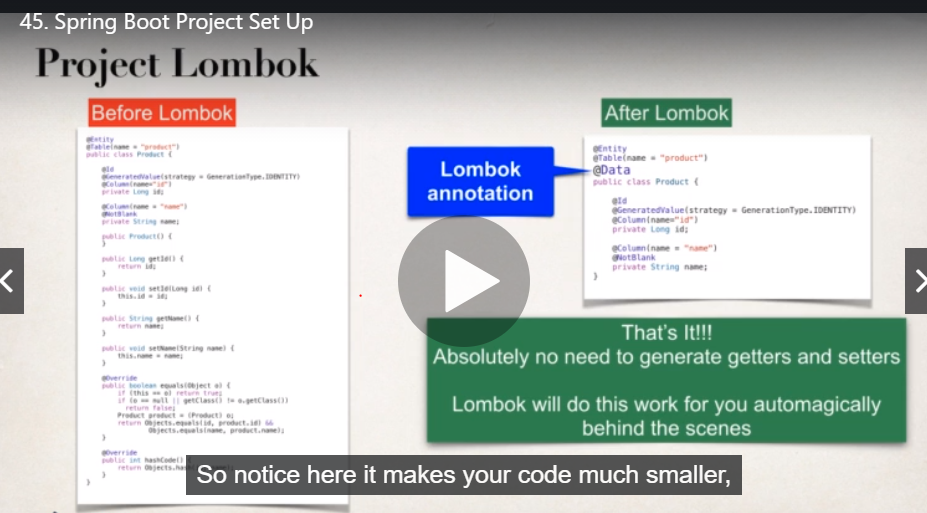 45. Spring Boot Project Set Up
Project Lombok
Before Lombok
@Entity
@Table(name = "product")
public class Product {
@Id
@GeneratedValue(strategy = GenerationType.IDENTITY)
@Column(name="id")
private Long id;
@Column(name = "name")
@NotBlank
private String name;
public Product() {
}
public Long getId() {
return id;
}
public void setId(Long id) {
this.id = id;
}
public String getName() {
return name;
}
public void setName(String name) {
this.name = name;
}
@Override
public boolean equals(Object o) {
if (this == o) return true;
if (o == null || getClass() != o.getClass())
return false;
Product product = (Product) o;
return Objects.equals(id, product.id) &&
Objects.equals(name, product.name);
}
@Override
public int hashCode()
return
}
Lombok
annotation
After Lombok
@Entity
@Table(name = "product")
@Data
public class Product {
@Id
@GeneratedValue(strategy = GenerationType.IDENTITY)
@Column(name="id")
private Long id;
@Column(name = "name")
@NotBlank
private String name;
}
That's It!!!
Absolutely no need to generate getters and setters
Lombok will do this work for you automagically
behind the scenes
So notice here it makes your code much smaller,